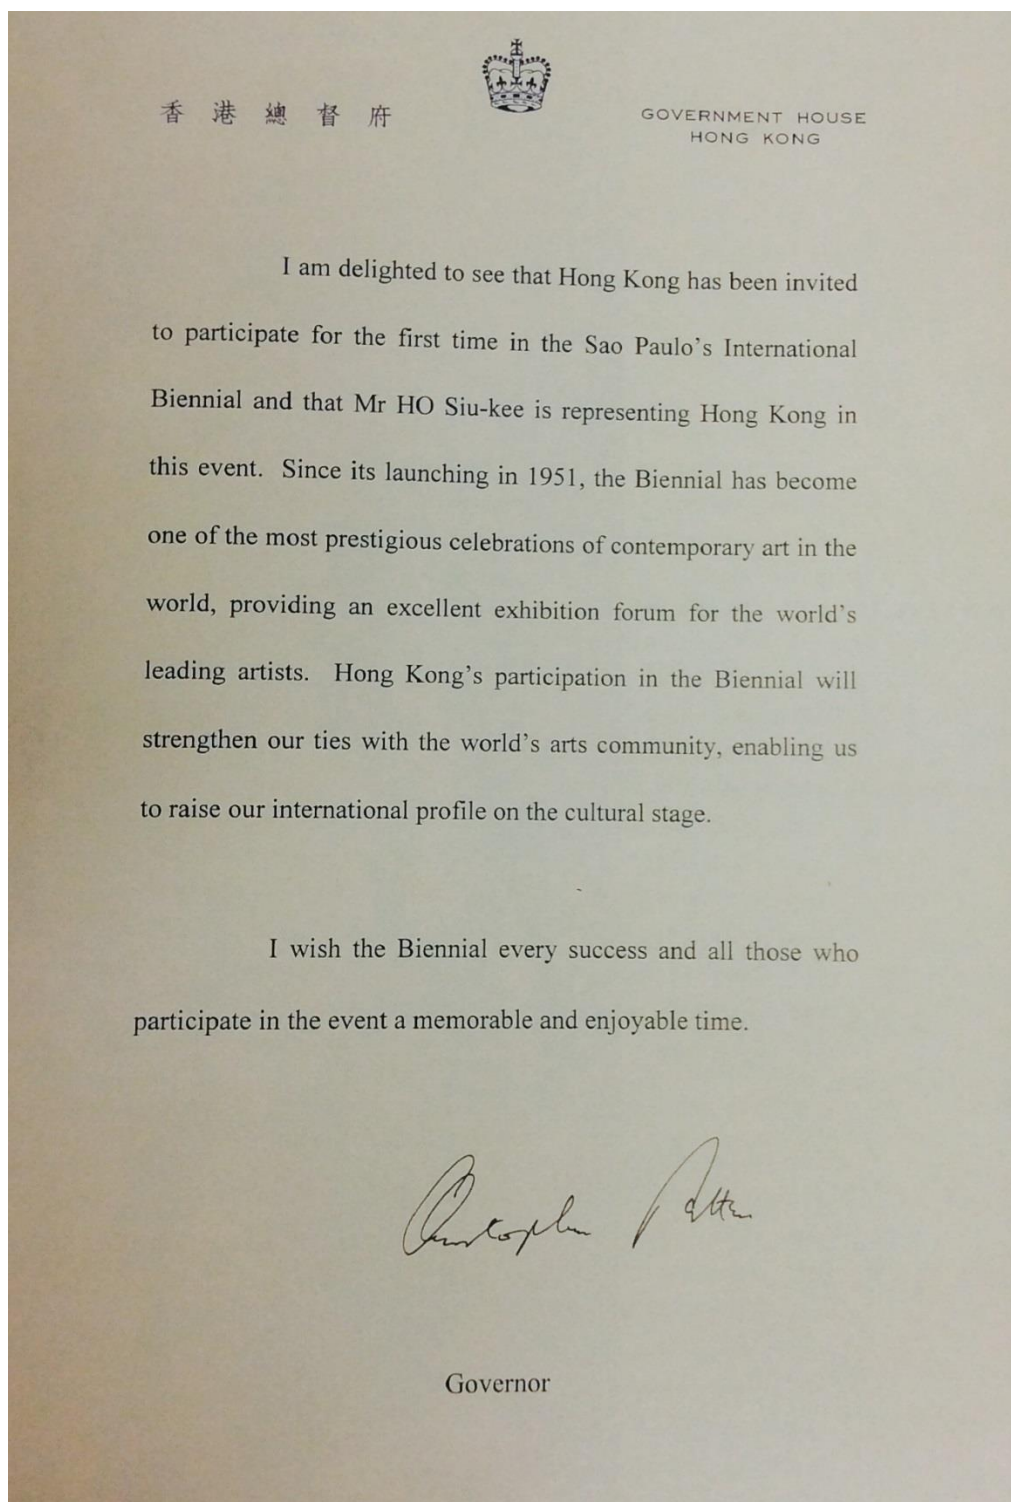 香港總督府
GOVERNMENT HOUSE
HONG KONG
I am delighted to see that Hong Kong has been invited
to participate for the first time in the Sao Paulo's International
Biennial and that Mr HO Siu-kee is representing Hong Kong in
this event. Since its launching in 1951, the Biennial has become
one of the most prestigious celebrations of contemporary art in the
world, providing an excellent exhibition forum for the world's
leading artists. Hong Kong's participation in the Biennial will
strengthen our ties with the world's arts community, enabling us
to raise our international profile on the cultural stage.
I wish the Biennial every success and all those who
participate in the event a memorable and enjoyable time.
Christopher Patten
Governor